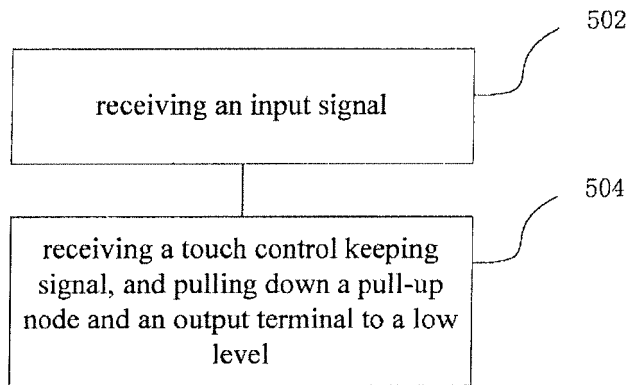 502
receiving an input signal
504
receiving a touch control keeping
signal, and pulling down a pull-up
node and an output terminal to a low
level